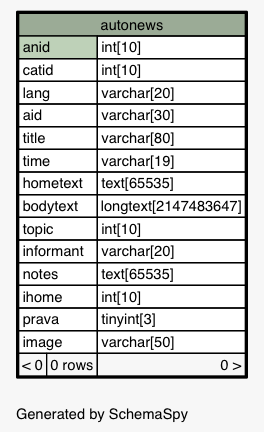 autonews
anid int[10]
catid int[10]
lang varchar[20]
aid varchar[30]
title varchar[80]
time varchar[19]
hometext text[65535]
bodytext longtext[2147483647]
topic int[10]
informant varchar[20]
notes text[65535]
ihome int[10]
prava tinyint[3]
image varchar[50]
< 0 0 rows 0 >
Generated by SchemaSpy